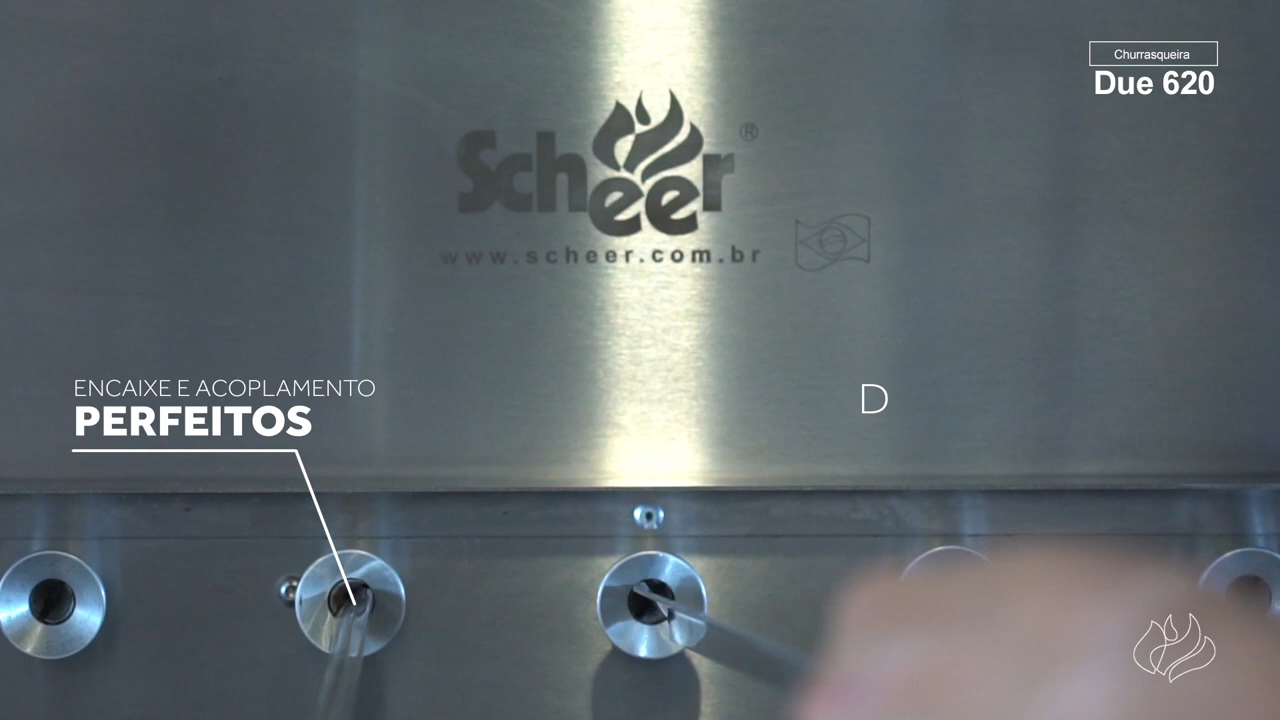 Churrasqueira
Due 620
Scheer®
www.scheer.com.br
ENCAIXE E ACOPLAMENTO
PERFEITOS
D